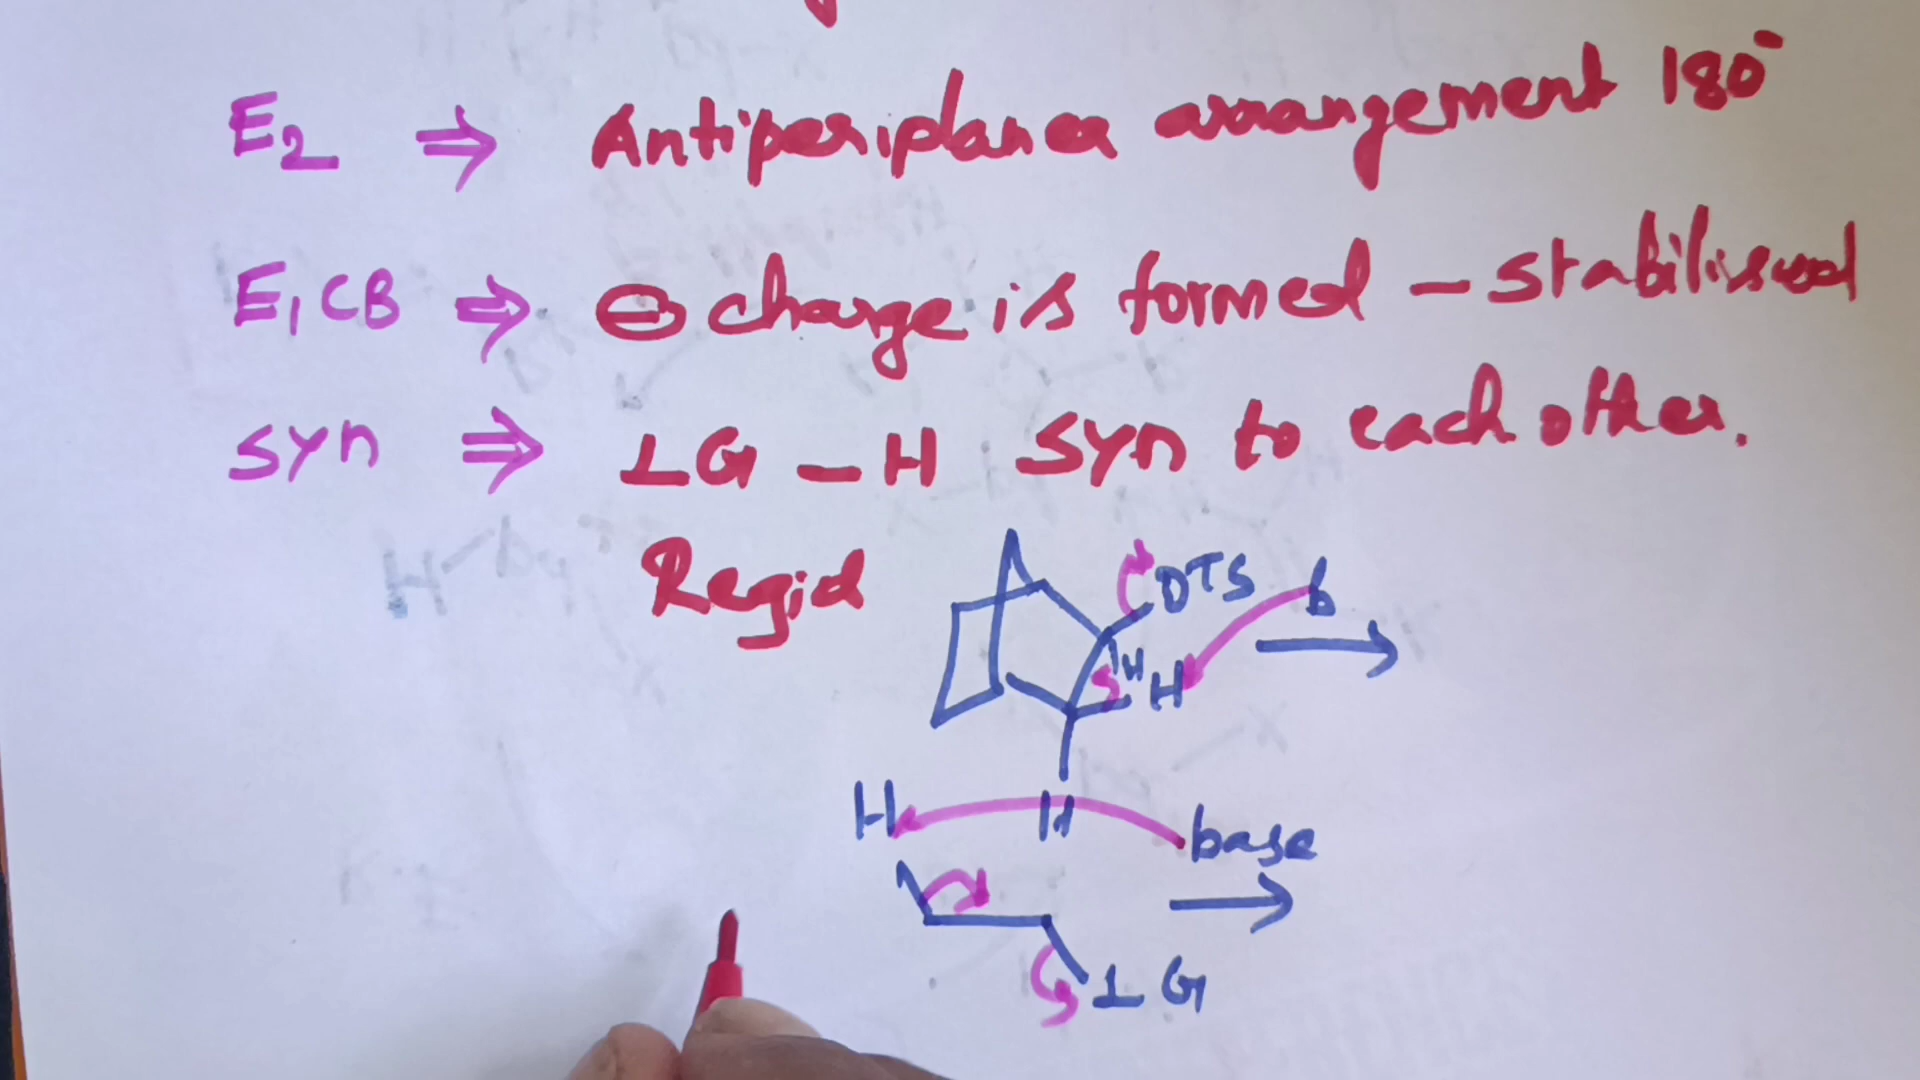 E2 ⇒ Antiperiplanar arrangement 180°
E1CB ⇒ ⊖ charge is formed – stabilised
syn ⇒ LG – H syn to each other.
Regid
OTS b
H H
H H base
LG